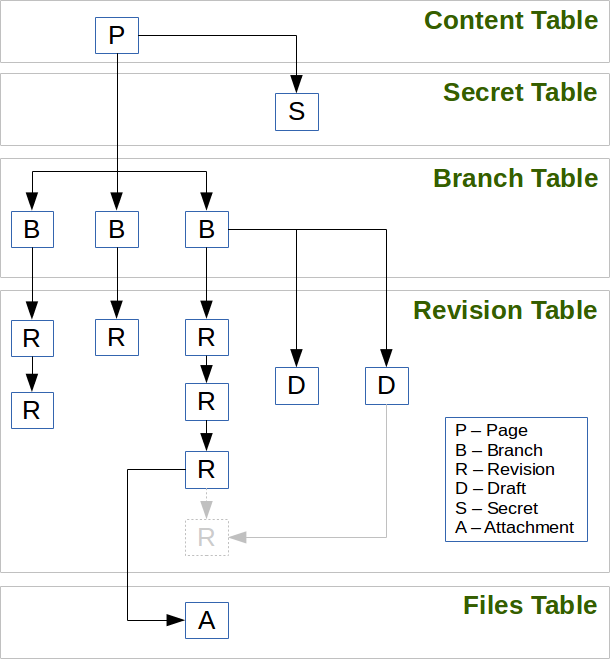 Content Table
P
Secret Table
S
Branch Table
B B B
Revision Table
R R R
D D
R R
R
R
P – Page
B – Branch
R – Revision
D – Draft
S – Secret
A – Attachment
Files Table
A